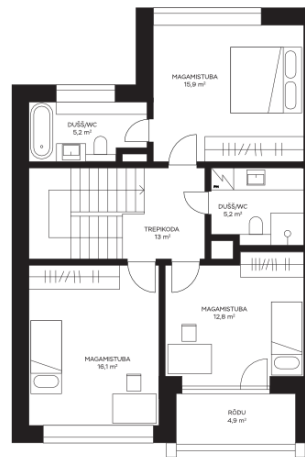 MAGAMISTUBA
15,9 m²
DUŠŠ/WC
5,2 m²
DUŠŠ/WC
5,2 m²
TREPIKODA
13 m²
MAGAMISTUBA
12,8 m²
MAGAMISTUBA
16,1 m²
RÕDU
4,9 m²